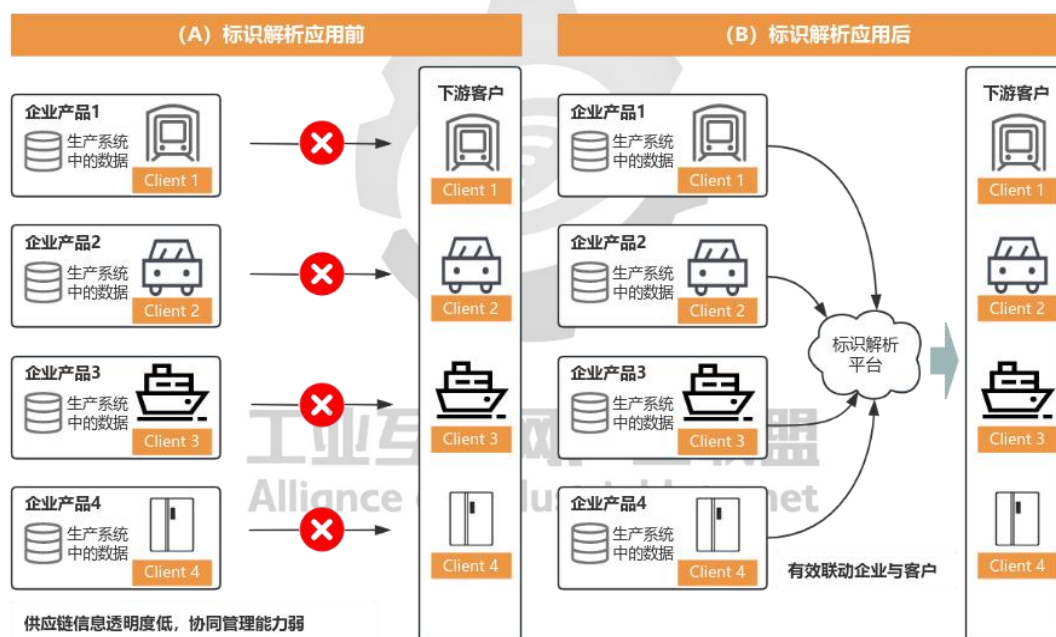 (A) 标识解析应用前
企业产品1
生产系统
中的数据
Client 1
企业产品2
生产系统
中的数据
Client 2
企业产品3
生产系统
中的数据
Client 3
企业产品4
生产系统
中的数据
Client 4
下游客户
Client 1
Client 2
Client 3
Client 4
供应链信息透明度低，协同管理能力弱
(B) 标识解析应用后
企业产品1
生产系统
中的数据
Client 1
企业产品2
生产系统
中的数据
Client 2
企业产品3
生产系统
中的数据
Client 3
企业产品4
生产系统
中的数据
Client 4
标识解析
平台
有效联动企业与客户
下游客户
Client 1
Client 2
Client 3
Client 4